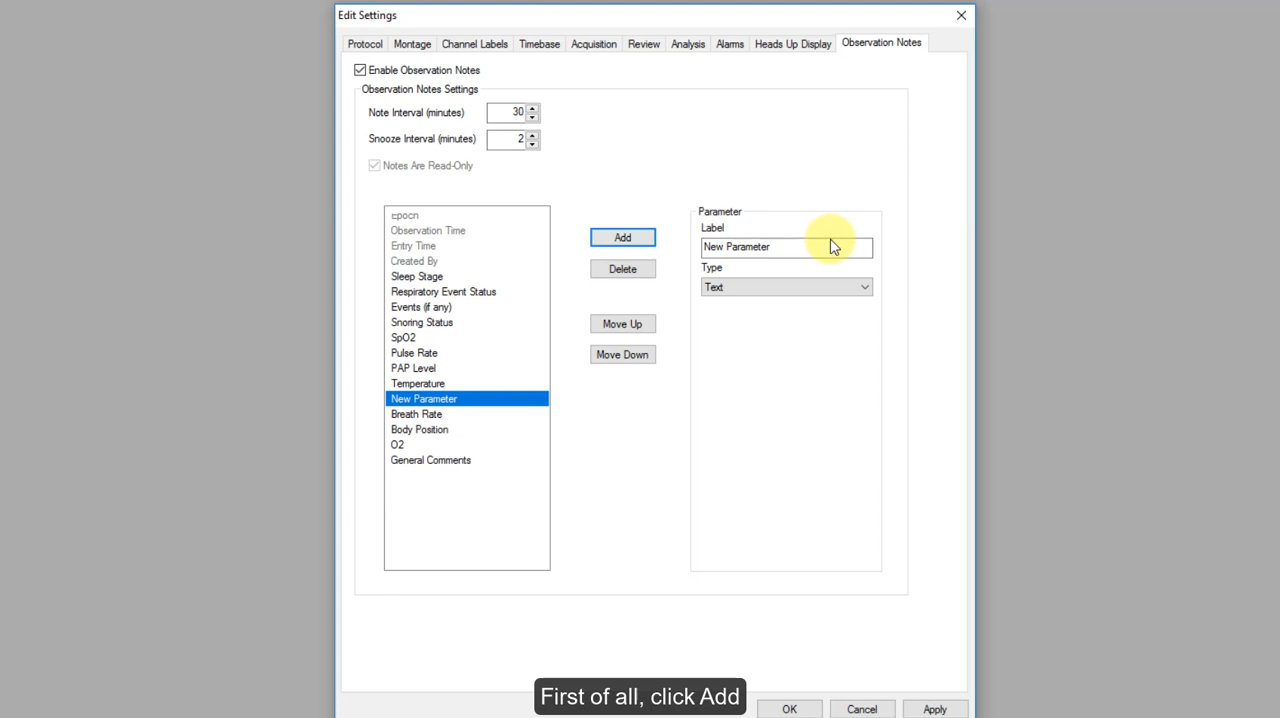 Edit Settings
Protocol Montage Channel Labels Timebase Acquisition Review Analysis Alarms Heads Up Display Observation Notes
Enable Observation Notes
Observation Notes Settings
Note Interval (minutes) 30
Snooze Interval (minutes) 2
Notes Are Read-Only
Epoch
Observation Time
Entry Time
Created By
Sleep Stage
Respiratory Event Status
Events (if any)
Snoring Status
SpO2
Pulse Rate
PAP Level
Temperature
New Parameter
Breath Rate
Body Position
O2
General Comments
Add
Delete
Move Up
Move Down
Parameter
Label
New Parameter
Type
Text
First of all, click Add
OK Cancel Apply